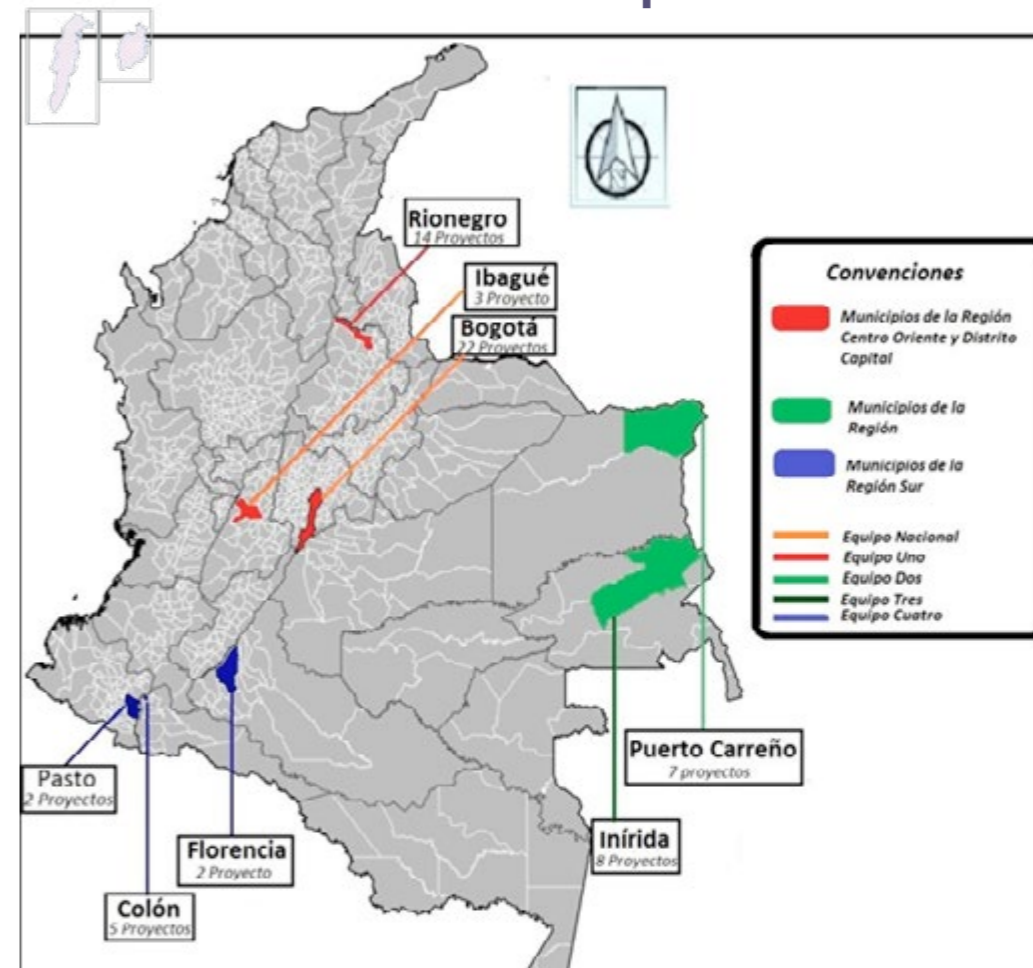 Rionegro
14 Proyectos
Ibagué
3 Proyecto
Bogotá
22 Proyectos
Convenciones
Municipios de la Región
Centro Oriente y Distrito
Capital
Municipios de la
Región
Municipios de la
Región Sur
Equipo Nacional
Equipo Uno
Equipo Dos
Equipo Tres
Equipo Cuatro
Puerto Carreño
7 proyectos
Pasto
2 Proyectos
Inírida
8 Proyectos
Florencia
2 Proyecto
Colón
5 Proyectos